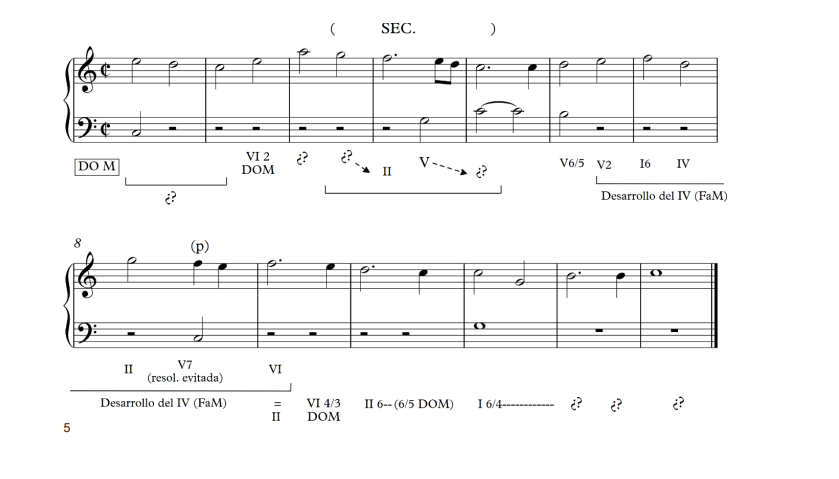 ( SEC. )
DO M
VI 2
DOM
¿?
¿?
II
V
¿?
V6/5
V2
I6
IV
¿?
Desarrollo del IV (FaM)
8
(p)
II
V7
(resol. evitada)
VI
Desarrollo del IV (FaM)
=
II
VI 4/3
DOM
II 6-- (6/5 DOM)
I 6/4------------
¿?
¿?
¿?
5